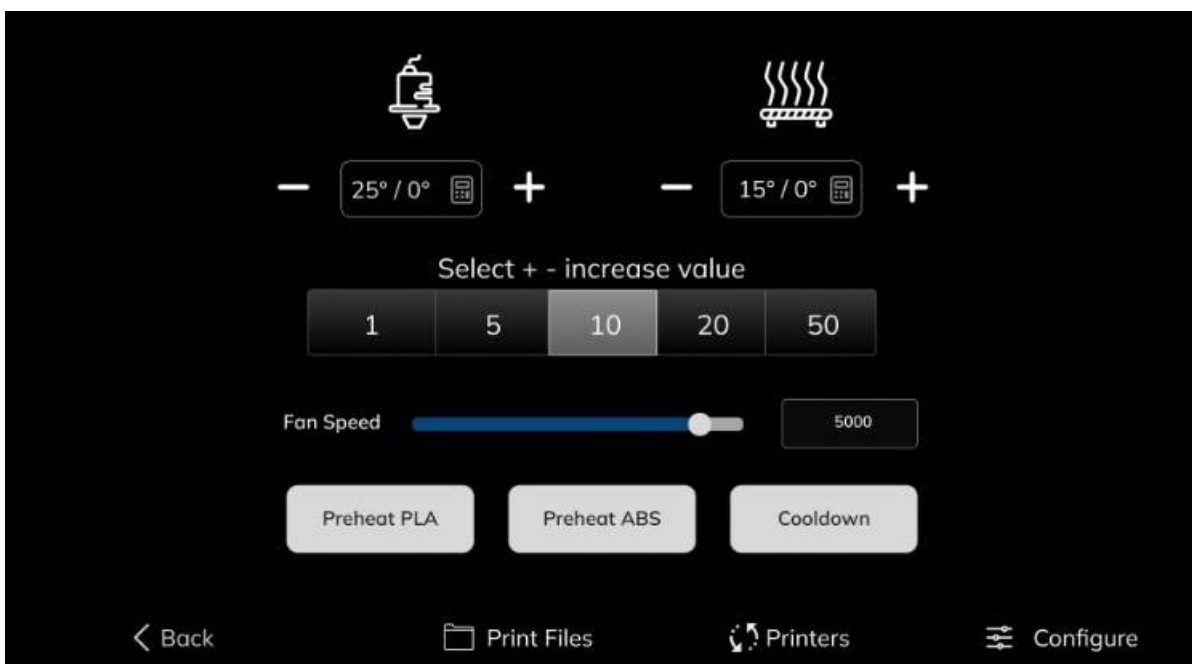 25° / 0° 15° / 0°
Select + - increase value
1 5 10 20 50
Fan Speed 5000
Preheat PLA Preheat ABS Cooldown
Back Print Files Printers Configure